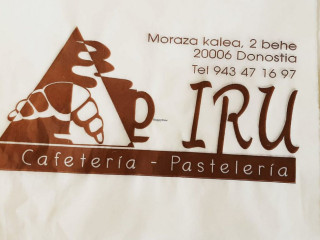 Moraza kalea, 2 behe
20006 Donostia
Tel 943 47 16 97
IRU
Cafetería - Pastelería